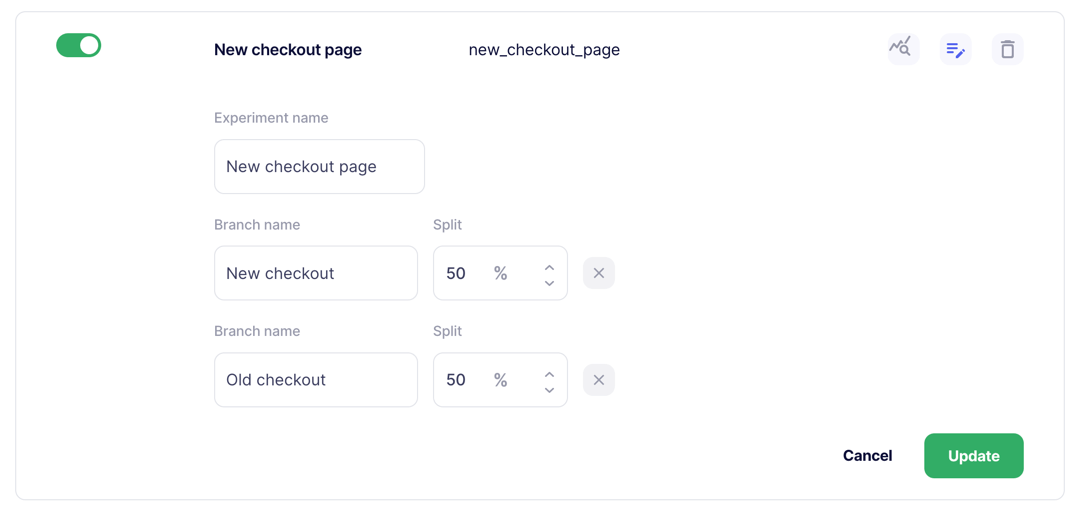 New checkout page new_checkout_page
Experiment name
New checkout page
Branch name Split
New checkout 50 %
Branch name Split
Old checkout 50 %
Cancel Update